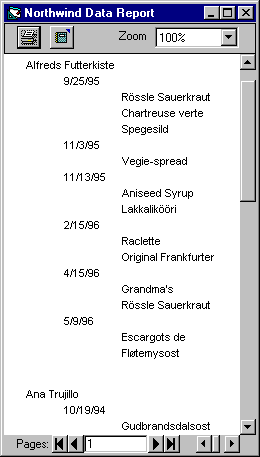 Northwind Data Report
Zoom 100%
Alfreds Futterkiste
9/25/95
Rössle Sauerkraut
Chartreuse verte
Spegesild
11/3/95
Vegie-spread
11/13/95
Aniseed Syrup
Lakkalikööri
2/15/96
Raclette
Original Frankfurter
4/15/96
Grandma's
Rössle Sauerkraut
5/9/96
Escargots de
Fløtemysost
Ana Trujillo
10/19/94
Gudbrandsdalsost
Pages: 1